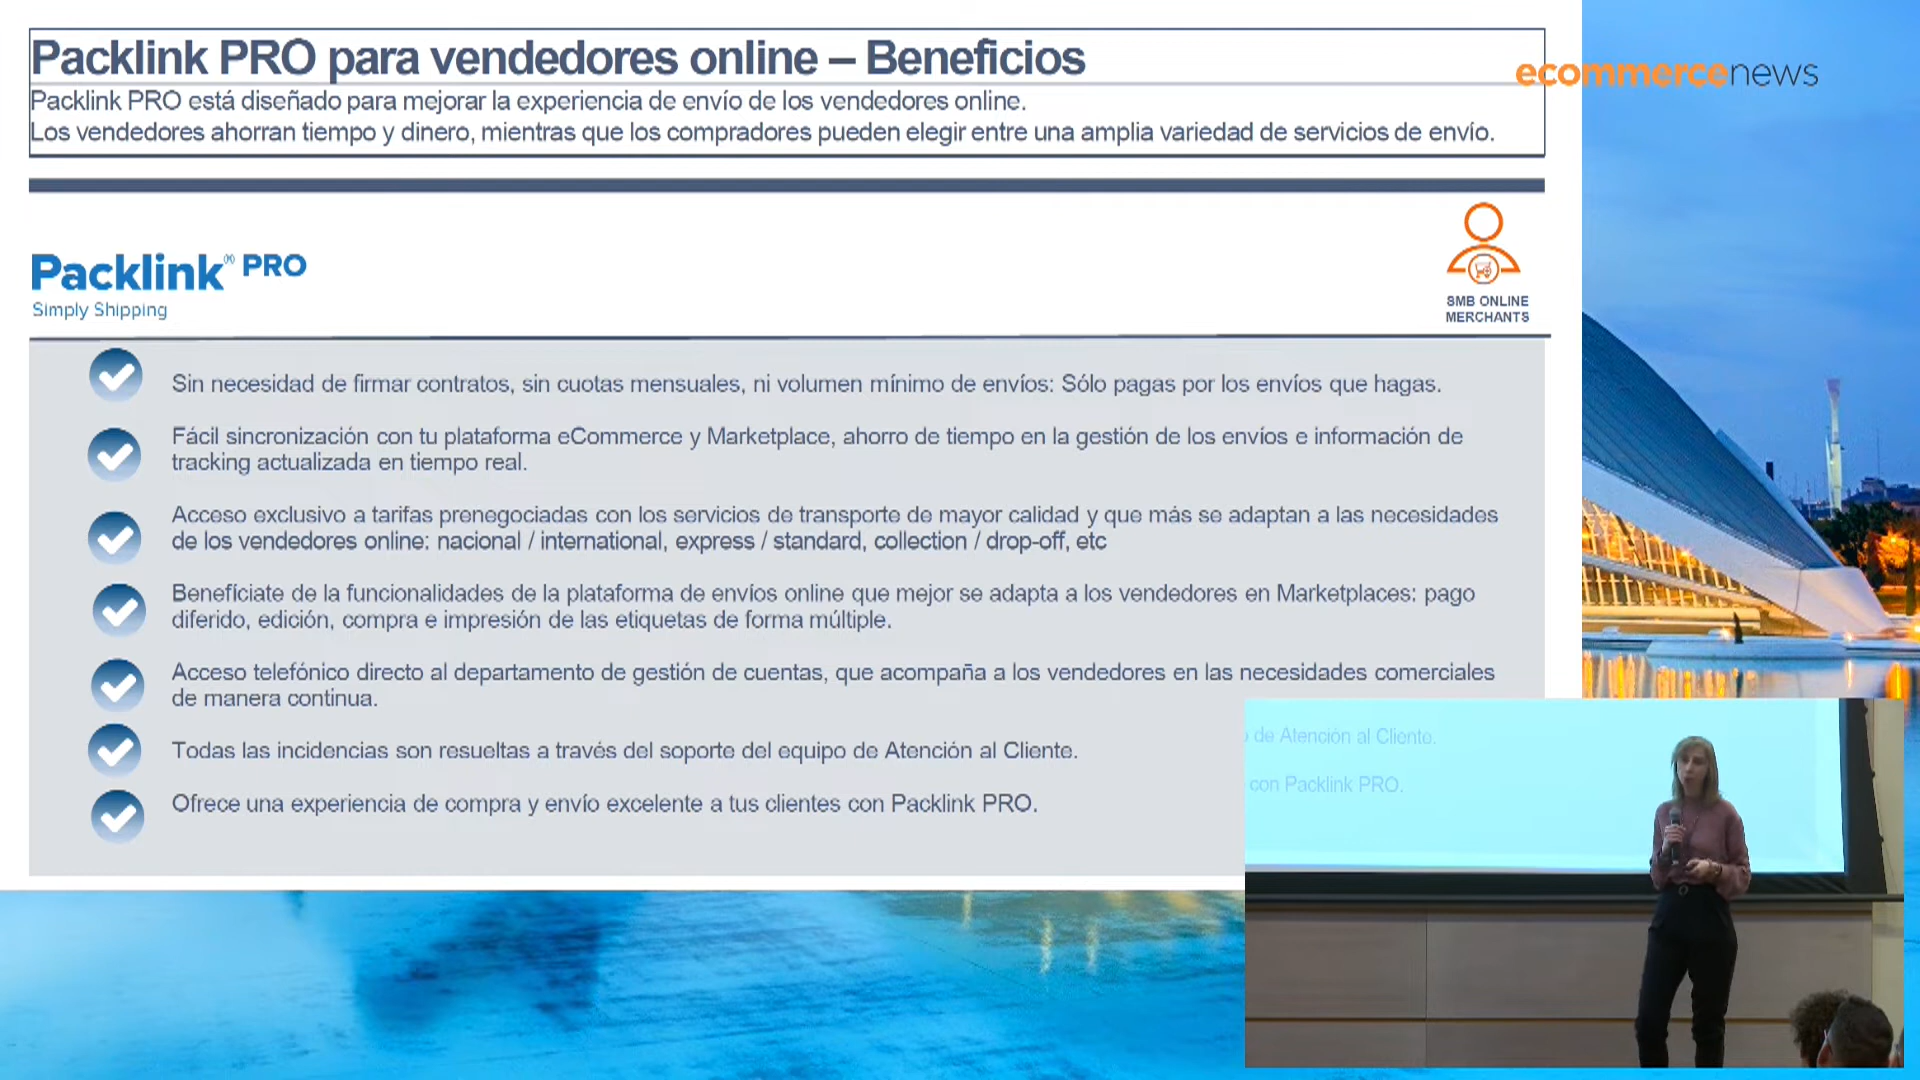 Packlink PRO para vendedores online – Beneficios
Packlink PRO está diseñado para mejorar la experiencia de envío de los vendedores online.
Los vendedores ahorran tiempo y dinero, mientras que los compradores pueden elegir entre una amplia variedad de servicios de envío.
ecommercenews
Packlink® PRO
Simply Shipping
SMB ONLINE
MERCHANTS
Sin necesidad de firmar contratos, sin cuotas mensuales, ni volumen mínimo de envíos: Sólo pagas por los envíos que hagas.
Fácil sincronización con tu plataforma eCommerce y Marketplace, ahorro de tiempo en la gestión de los envíos e información de
tracking actualizada en tiempo real.
Acceso exclusivo a tarifas prenegociadas con los servicios de transporte de mayor calidad y que más se adaptan a las necesidades
de los vendedores online: nacional / international, express / standard, collection / drop-off, etc
Benefíciate de la funcionalidades de la plataforma de envíos online que mejor se adapta a los vendedores en Marketplaces: pago
diferido, edición, compra e impresión de las etiquetas de forma múltiple.
Acceso telefónico directo al departamento de gestión de cuentas, que acompaña a los vendedores en las necesidades comerciales
de manera continua.
Todas las incidencias son resueltas a través del soporte del equipo de Atención al Cliente.
Ofrece una experiencia de compra y envío excelente a tus clientes con Packlink PRO.
de Atención al Cliente.
con Packlink PRO.